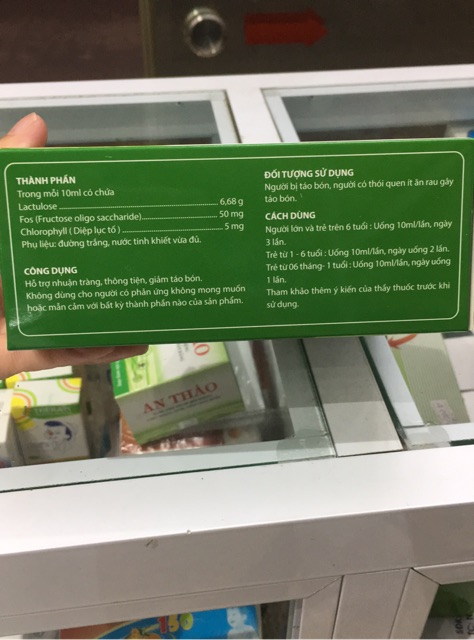 THÀNH PHẦN
Trong mỗi 10ml có chứa
Lactulose ........ 6,68 g
Fos (Fructose oligo saccharide)........ 50 mg
Chlorophyll ( Diệp lục tố ) ........ 5 mg
Phụ liệu: đường trắng, nước tinh khiết vừa đủ.
CÔNG DỤNG
Hỗ trợ nhuận tràng, thông tiện, giảm táo bón.
Không dùng cho người có phản ứng không mong muốn
hoặc mẫn cảm với bất kỳ thành phần nào của sản phẩm.
ĐỐI TƯỢNG SỬ DỤNG
Người bị táo bón, người có thói quen ít ăn rau gây
táo bón.
CÁCH DÙNG
Người lớn và trẻ trên 6 tuổi : Uống 10ml/lần, ngày
3 lần.
Trẻ từ 1 - 6 tuổi : Uống 10ml/lần, ngày uống 2 lần.
Trẻ từ 06 tháng- 1 tuổi : Uống 10ml/lần, ngày uống
1 lần.
Tham khảo thêm ý kiến của thầy thuốc trước khi
sử dụng.
AN THẢO